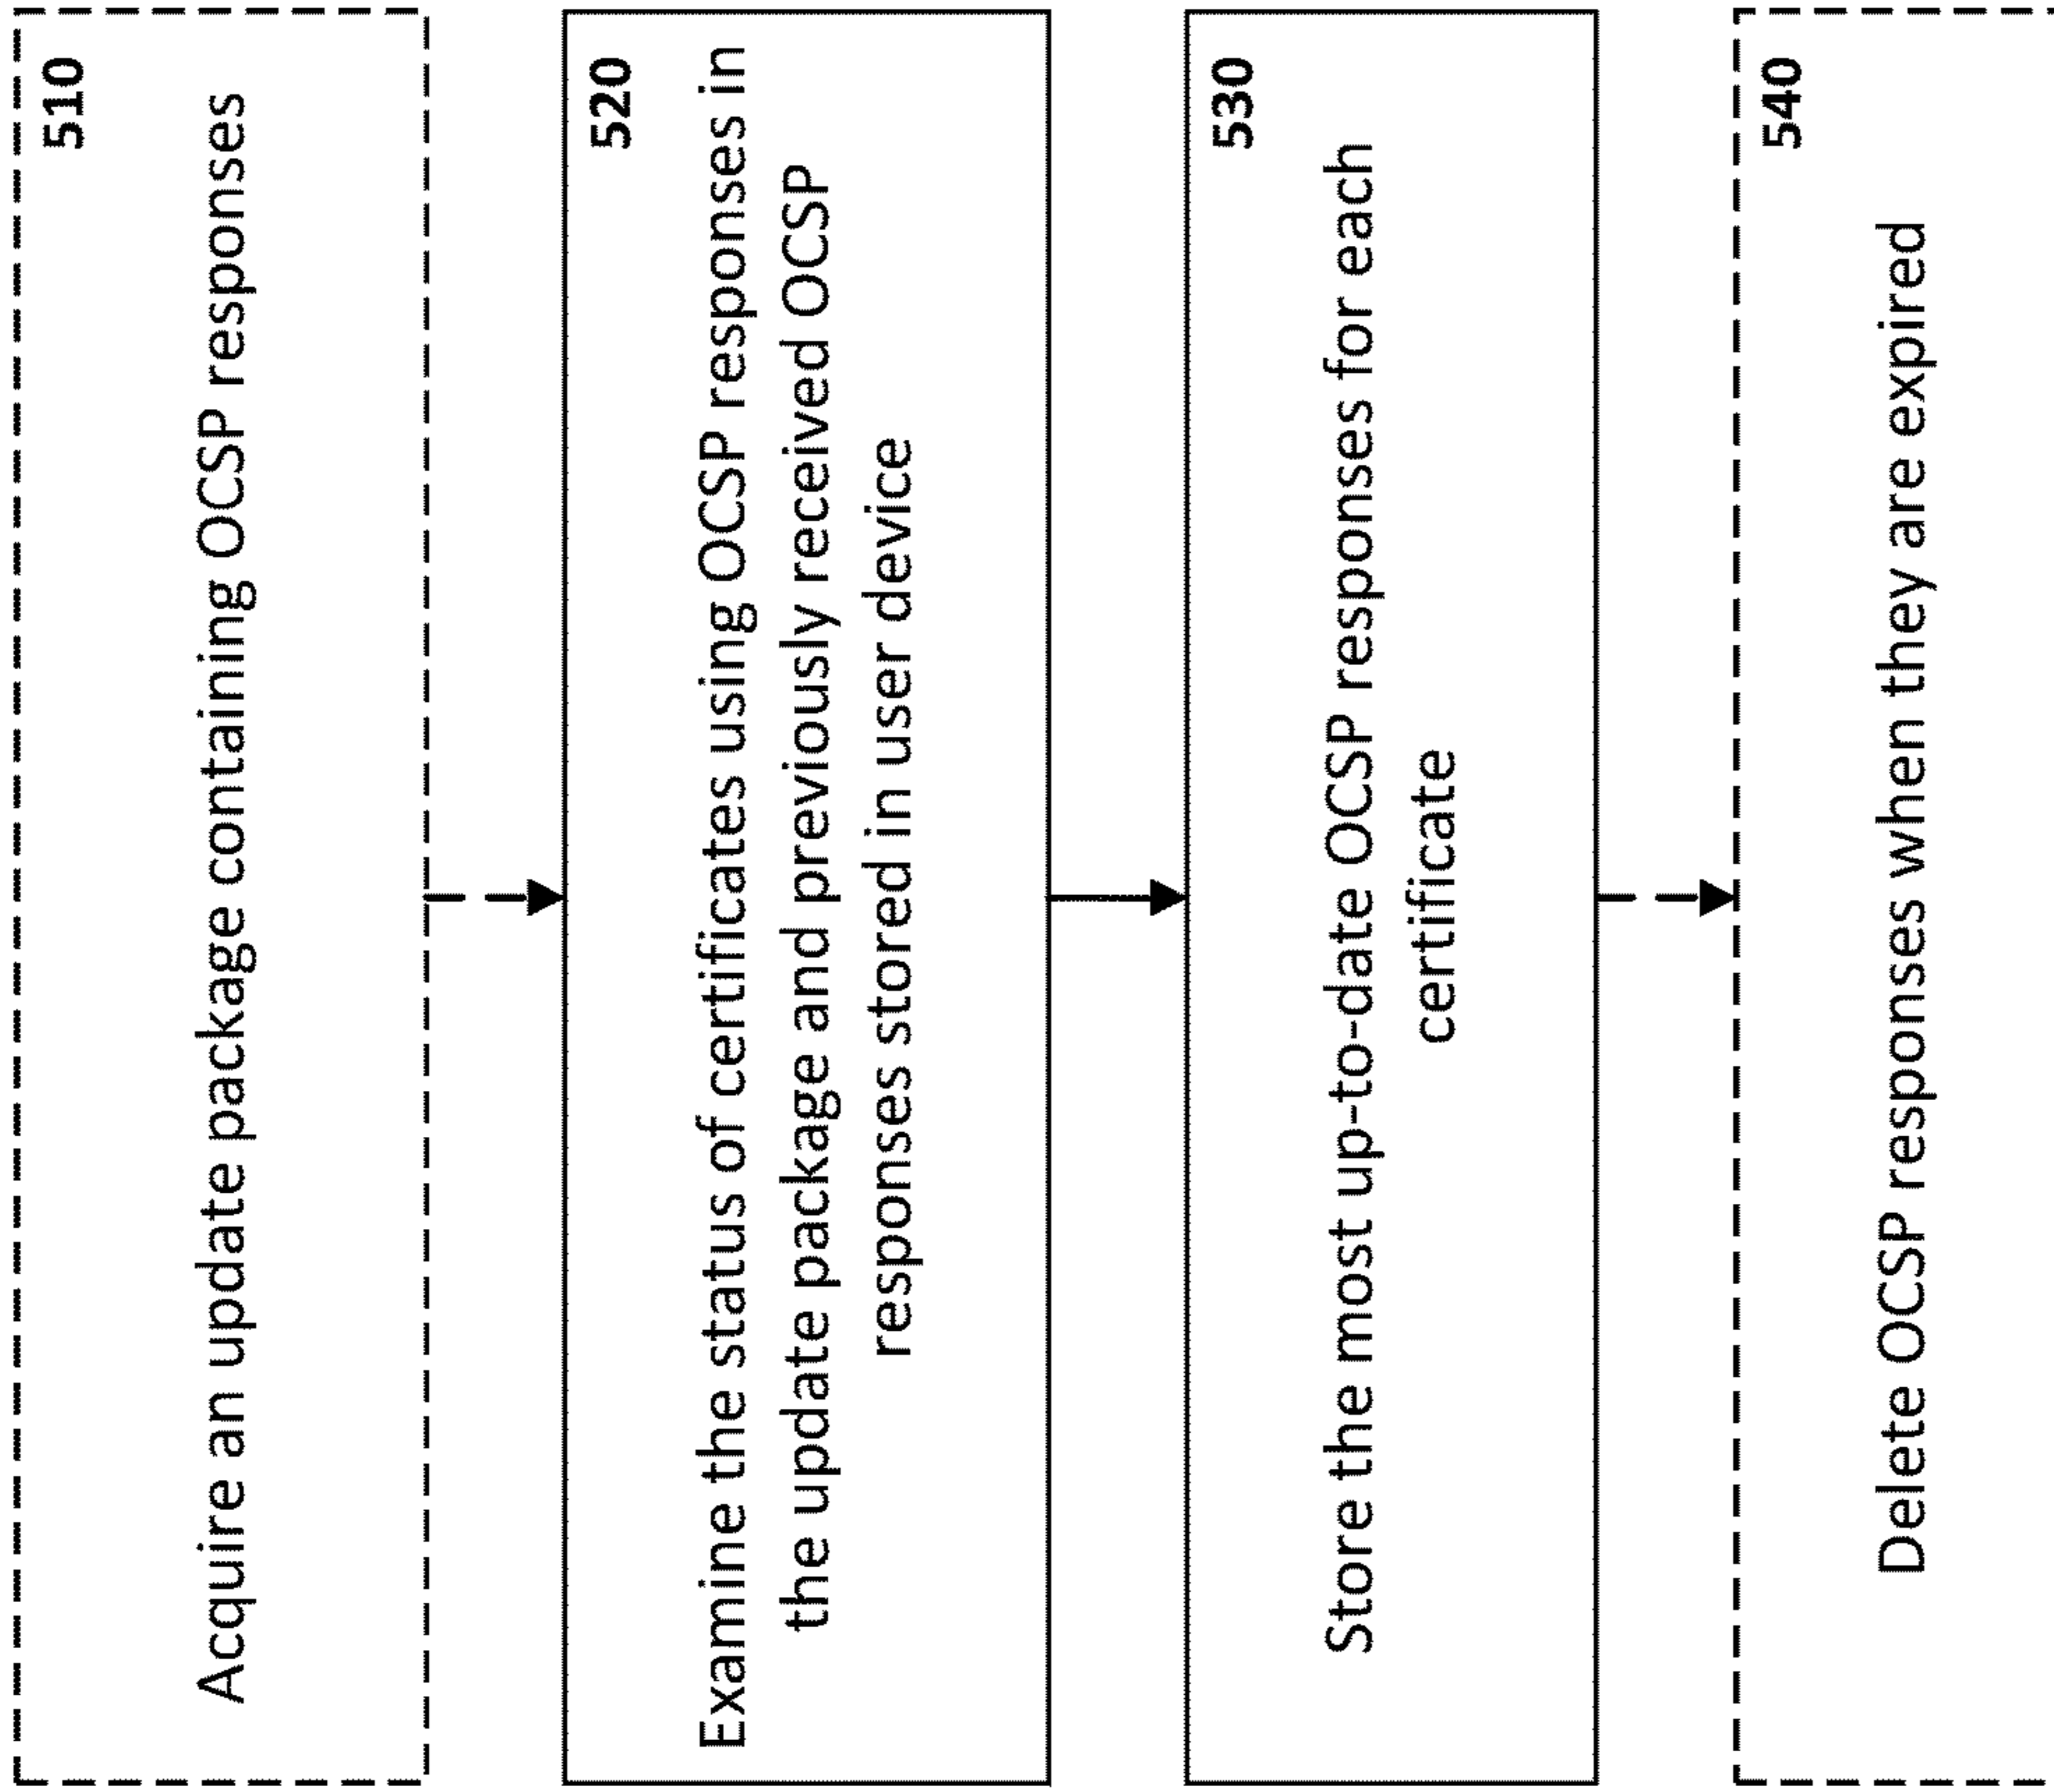 510
Acquire an update package containing OCSP responses
520
Examine the status of certificates using OCSP responses in
the update package and previously received OCSP
responses stored in user device
530
Store the most up-to-date OCSP responses for each
certificate
540
Delete OCSP responses when they are expired